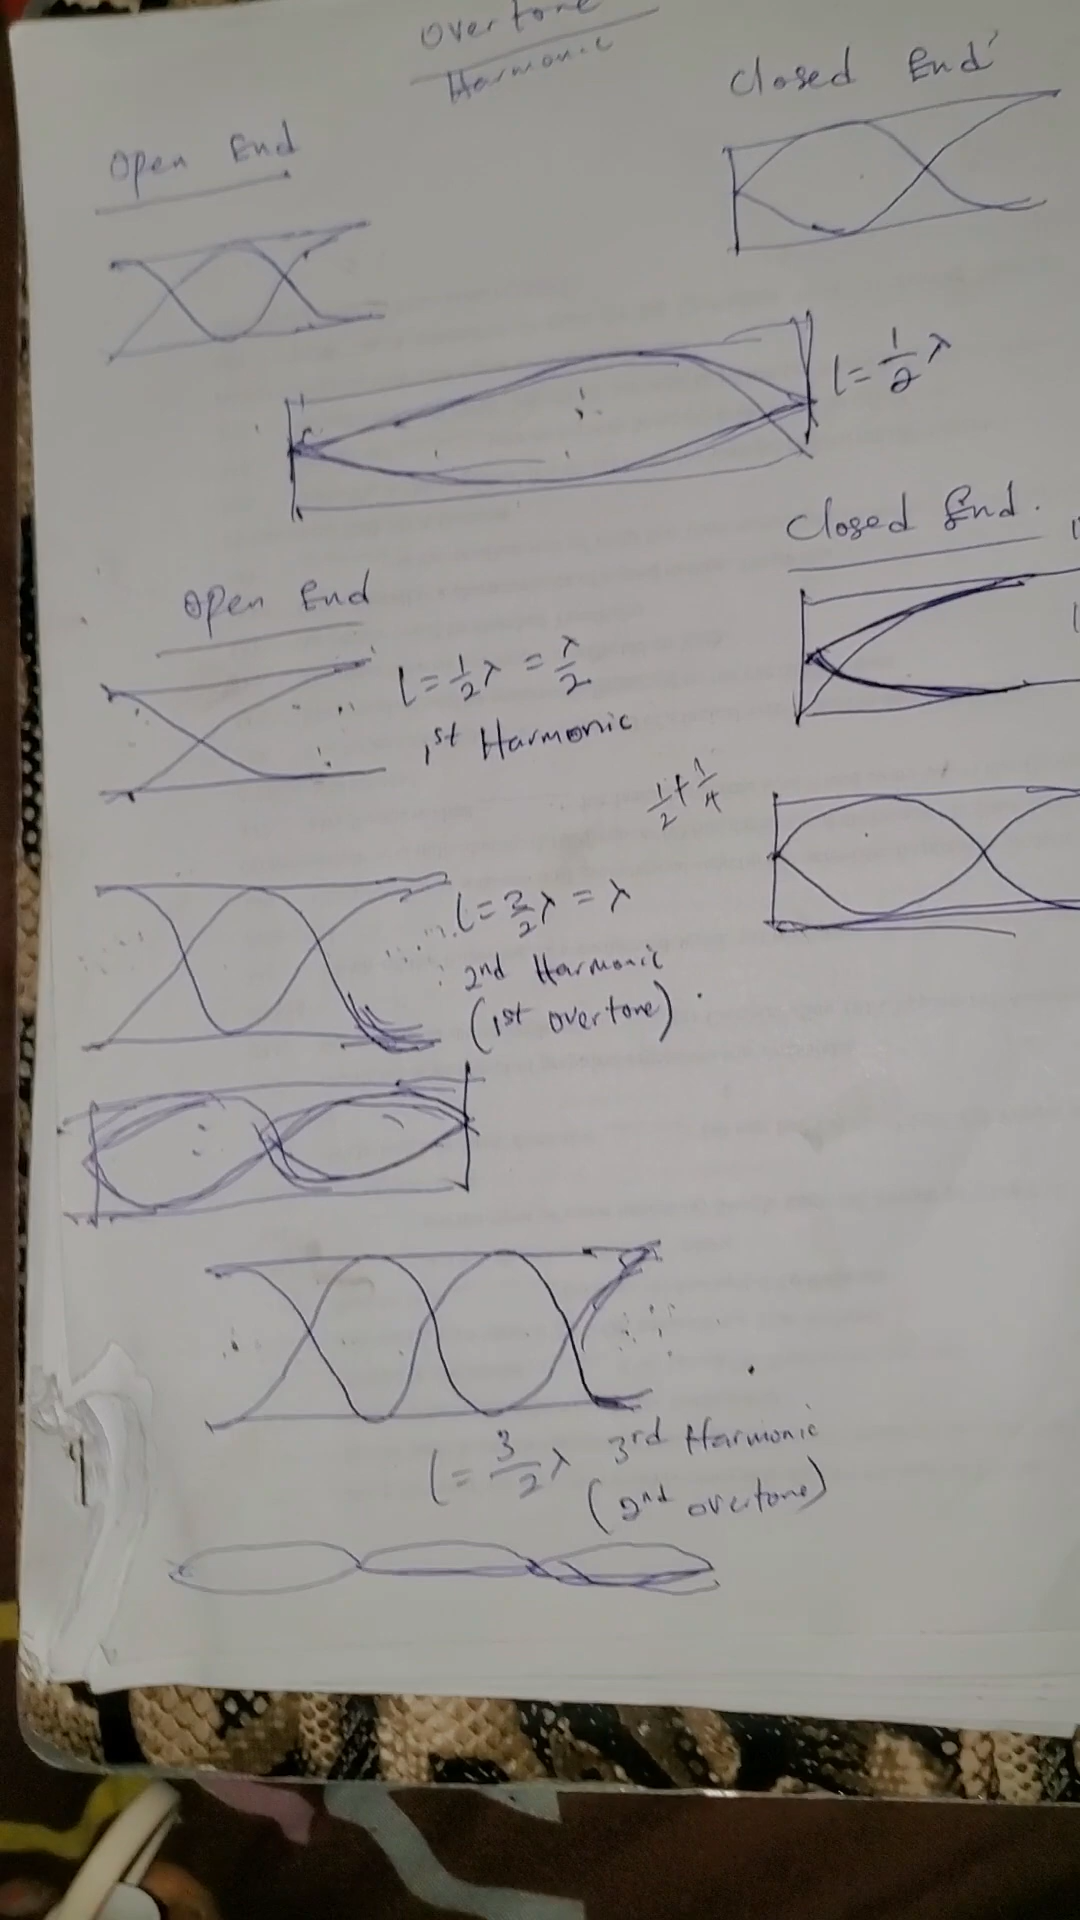 Overtone
Harmonic
Closed End
Open End
l = 1/2 λ
Closed End.
Open End
l = 1/2 λ = λ/2
1st Harmonic
1/2 + 1/4
l = 2/2 λ = λ
2nd Harmonic
(1st overtone)
l = 3/2 λ 3rd Harmonic
(2nd overtone)